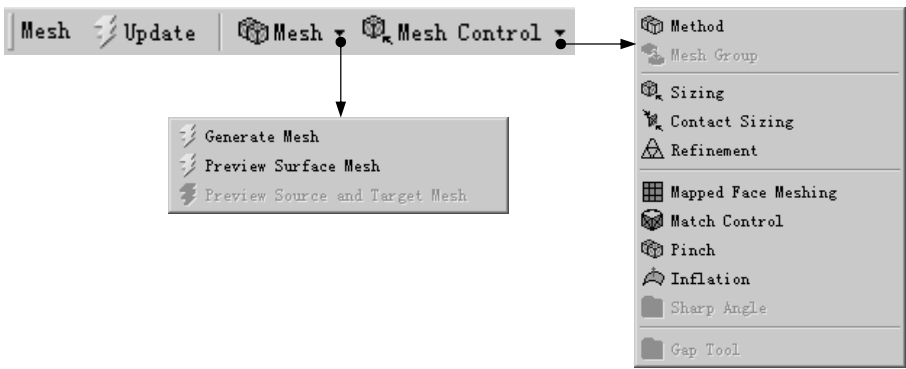 Mesh Update Mesh Mesh Control
Generate Mesh
Preview Surface Mesh
Preview Source and Target Mesh
Method
Mesh Group
Sizing
Contact Sizing
Refinement
Mapped Face Meshing
Match Control
Pinch
Inflation
Sharp Angle
Gap Tool